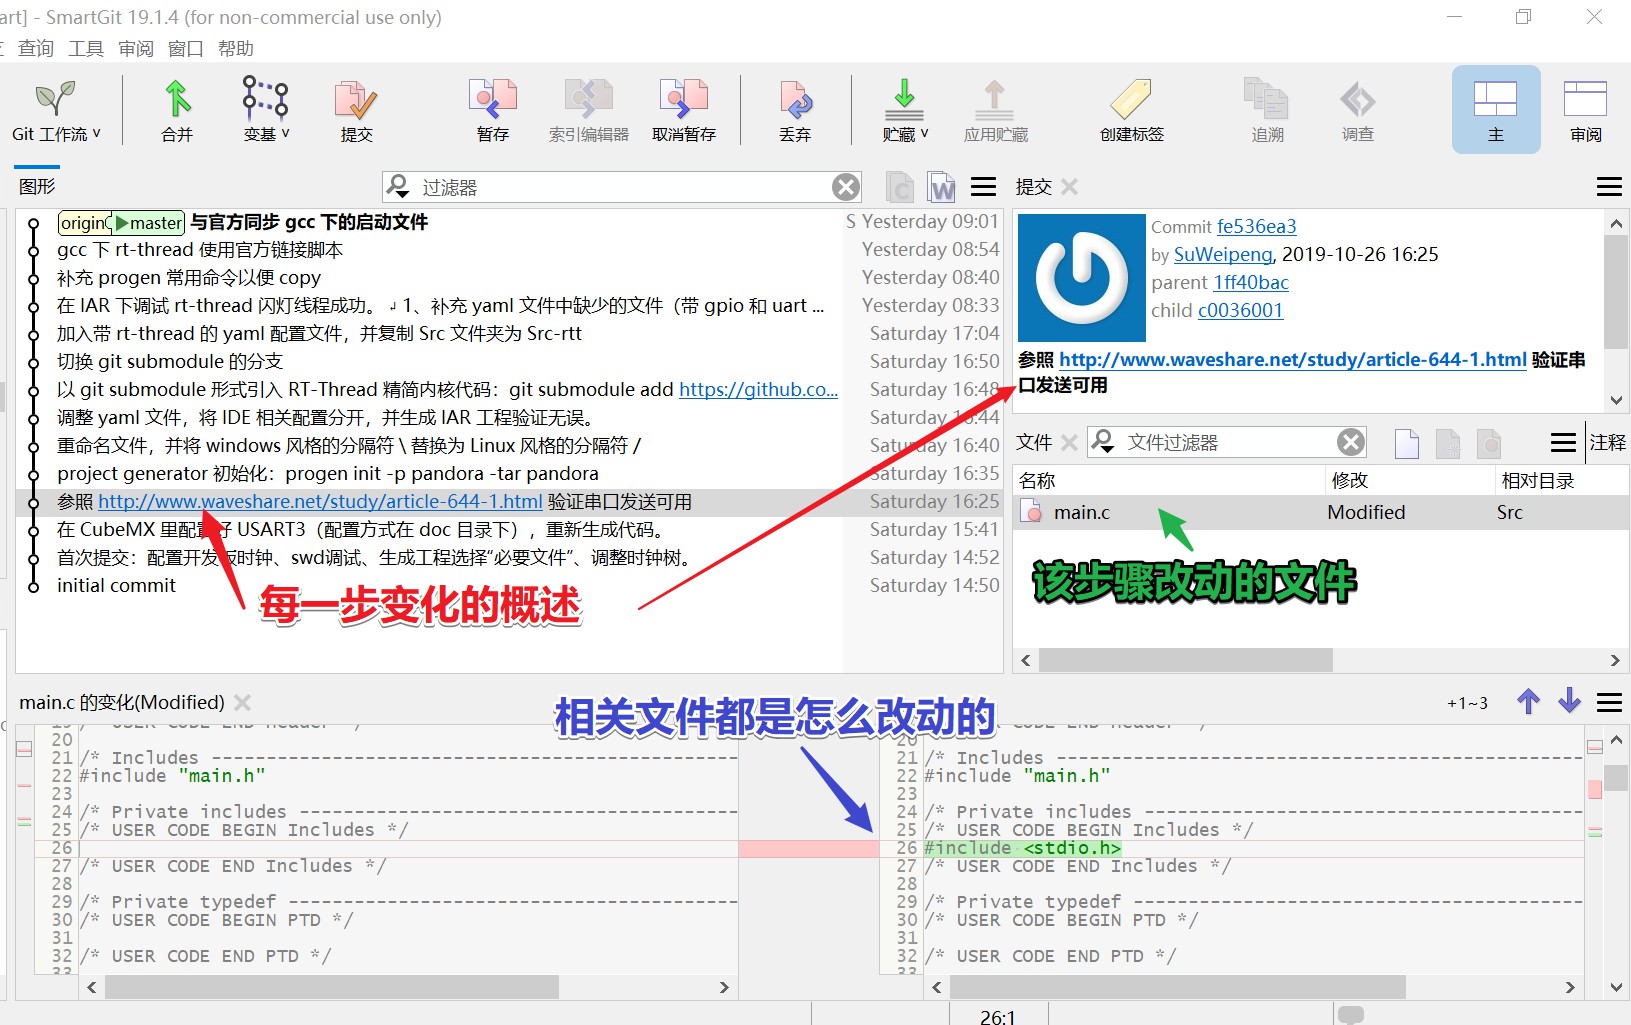 art] - SmartGit 19.1.4 (for non-commercial use only)
查询 工具 审阅 窗口 帮助
Git 工作流 合并 变基 提交 暂存 索引编辑器 取消暂存 丢弃 贮藏 应用贮藏 创建标签 追溯 调查 主 审阅
图形
过滤器
C
W
提交
origin master 与官方同步 gcc 下的启动文件 S Yesterday 09:01
gcc 下 rt-thread 使用官方链接脚本 Yesterday 08:54
补充 progen 常用命令以便 copy Yesterday 08:40
在 IAR 下调试 rt-thread 闪灯线程成功。↲ 1、补充 yaml 文件中缺少的文件（带 gpio 和 uart ... Yesterday 08:33
加入带 rt-thread 的 yaml 配置文件，并复制 Src 文件夹为 Src-rtt Saturday 17:04
切换 git submodule 的分支 Saturday 16:50
以 git submodule 形式引入 RT-Thread 精简内核代码：git submodule add https://github.co... Saturday 16:48
调整 yaml 文件，将 IDE 相关配置分开，并生成 IAR 工程验证无误。 Saturday 16:44
重命名文件，并将 windows 风格的分隔符 \ 替换为 Linux 风格的分隔符 / Saturday 16:40
project generator 初始化：progen init -p pandora -tar pandora Saturday 16:35
参照 http://www.waveshare.net/study/article-644-1.html 验证串口发送可用 Saturday 16:25
在 CubeMX 里配置好 USART3（配置方式在 doc 目录下），重新生成代码。 Saturday 15:41
首次提交：配置开发板时钟、swd调试、生成工程选择“必要文件”、调整时钟树。 Saturday 14:52
initial commit Saturday 14:50
每一步变化的概述
Commit fe536ea3
by SuWeipeng, 2019-10-26 16:25
parent 1ff40bac
child c0036001
参照 http://www.waveshare.net/study/article-644-1.html 验证串
口发送可用
文件
文件过滤器
注释
名称 修改 相对目录
main.c Modified Src
该步骤改动的文件
main.c 的变化(Modified)
+1~3
相关文件都是怎么改动的
19 /* USER CODE END Header */
20
21 /* Includes ----------------------------------------
22 #include "main.h"
23
24 /* Private includes ----------------------------------------
25 /* USER CODE BEGIN Includes */
26
27 /* USER CODE END Includes */
28
29 /* Private typedef -----------------------------------------
30 /* USER CODE BEGIN PTD */
31
32 /* USER CODE END PTD */
33
20
21 /* Includes ------------------------------------------------
22 #include "main.h"
23
24 /* Private includes ----------------------------------------
25 /* USER CODE BEGIN Includes */
26 #include <stdio.h>
27 /* USER CODE END Includes */
28
29 /* Private typedef -----------------------------------------
30 /* USER CODE BEGIN PTD */
31
32 /* USER CODE END PTD */
33
26:1